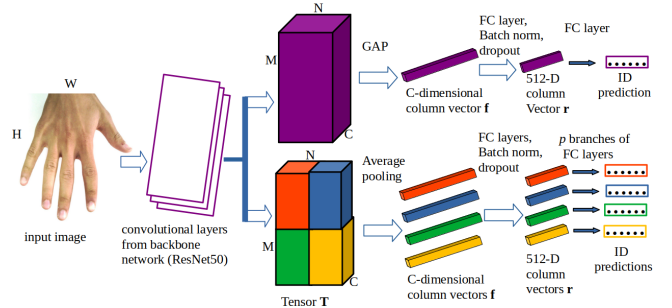 W
H
input image
convolutional layers
from backbone
network (ResNet50)
N
M
C
GAP
C-dimensional
column vector f
FC layer,
Batch norm,
dropout
512-D
column
Vector r
FC layer
ID
prediction
N
M
C
Tensor T
Average
pooling
C-dimensional
column vectors f
FC layers,
Batch norm,
dropout
512-D
column
vectors r
p branches of
FC layers
ID
predictions